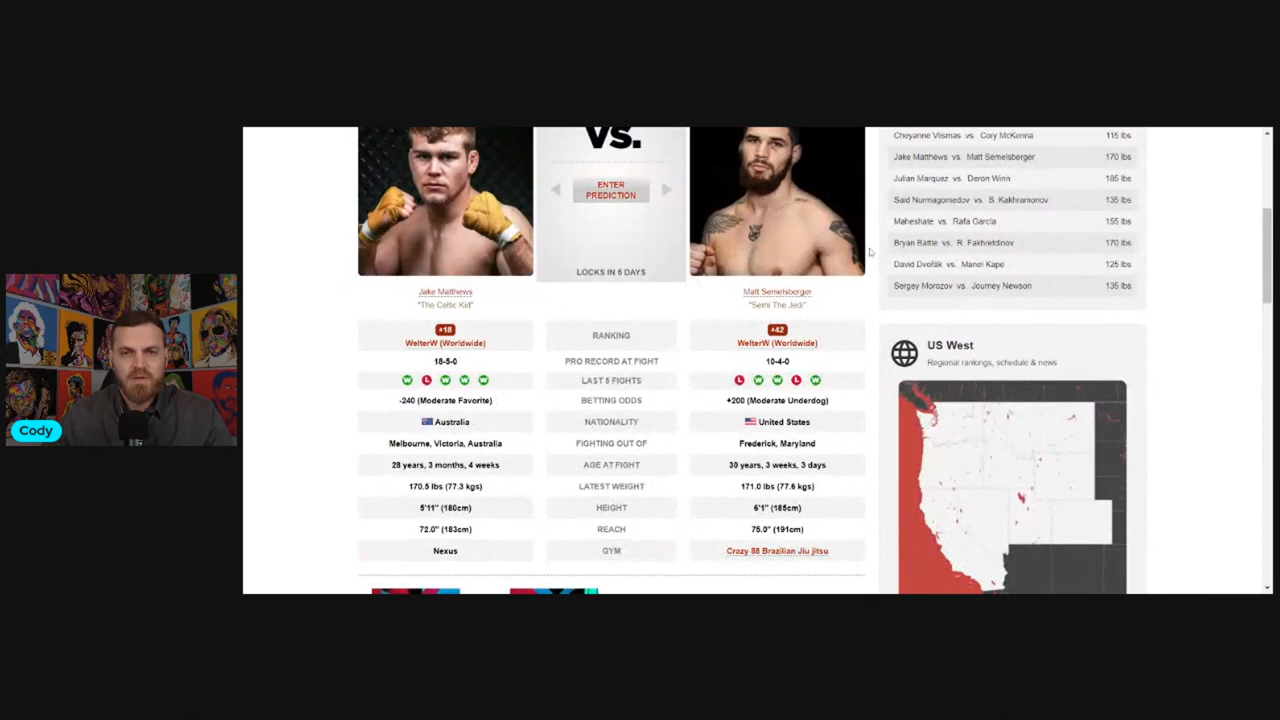 VS.
ENTER
PREDICTION
LOCKS IN 5 DAYS
Jake Matthews
"The Celtic Kid"
Matt Semelsberger
"Semi The Jedi"
#18
WelterW (Worldwide)
RANKING
#42
WelterW (Worldwide)
18-5-0
PRO RECORD AT FIGHT
10-4-0
W L W W W
LAST 5 FIGHTS
L W W L W
-240 (Moderate Favorite)
BETTING ODDS
+200 (Moderate Underdog)
Australia
NATIONALITY
United States
Melbourne, Victoria, Australia
FIGHTING OUT OF
Frederick, Maryland
28 years, 3 months, 4 weeks
AGE AT FIGHT
30 years, 3 weeks, 3 days
170.5 lbs (77.3 kgs)
LATEST WEIGHT
171.0 lbs (77.6 kgs)
5'11" (180cm)
HEIGHT
6'1" (185cm)
72.0" (183cm)
REACH
75.0" (191cm)
Nexus
GYM
Crazy 88 Brazilian Jiu jitsu
Cheyanne Vlismas vs. Cory McKenna 115 lbs
Jake Matthews vs. Matt Semelsberger 170 lbs
Julian Marquez vs. Deron Winn 185 lbs
Said Nurmagomedov vs. S. Kakhramonov 135 lbs
Maheshate vs. Rafa García 155 lbs
Bryan Battle vs. R. Fakhretdinov 170 lbs
David Dvořák vs. Manel Kape 125 lbs
Sergey Morozov vs. Journey Newson 135 lbs
US West
Regional rankings, schedule & news
Cody